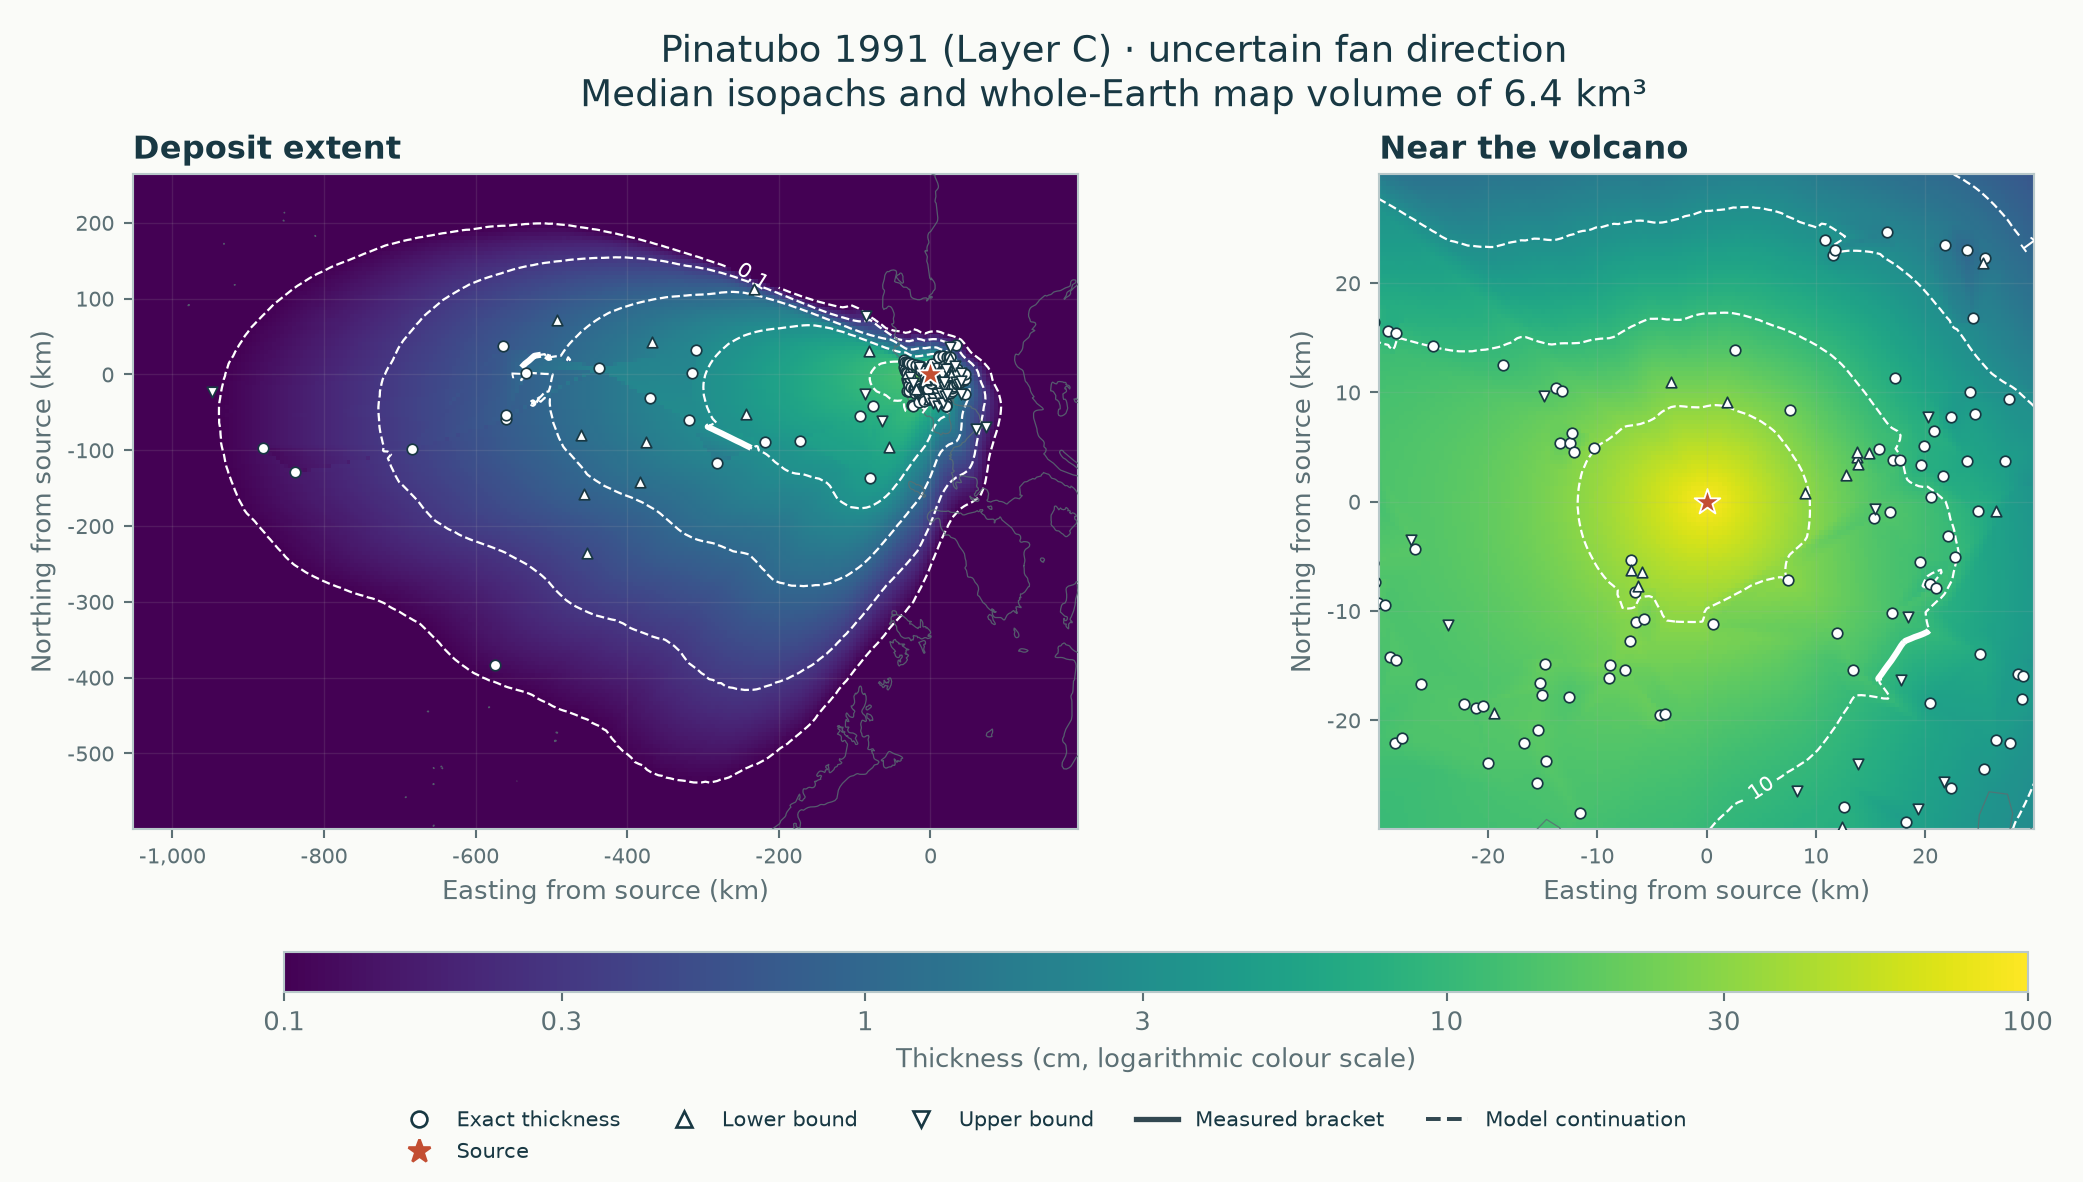 Pinatubo 1991 (Layer C) · uncertain fan direction
Median isopachs and whole-Earth map volume of 6.4 km³
Deposit extent
Near the volcano
Northing from source (km)
200
100
0
-100
-200
-300
-400
-500
0.1
-1,000
-800
-600
-400
-200
0
Easting from source (km)
Northing from source (km)
20
10
0
-10
-20
1
10
-20
-10
0
10
20
Easting from source (km)
0.1
0.3
1
3
10
30
100
Thickness (cm, logarithmic colour scale)
Exact thickness
Lower bound
Upper bound
Measured bracket
Model continuation
Source